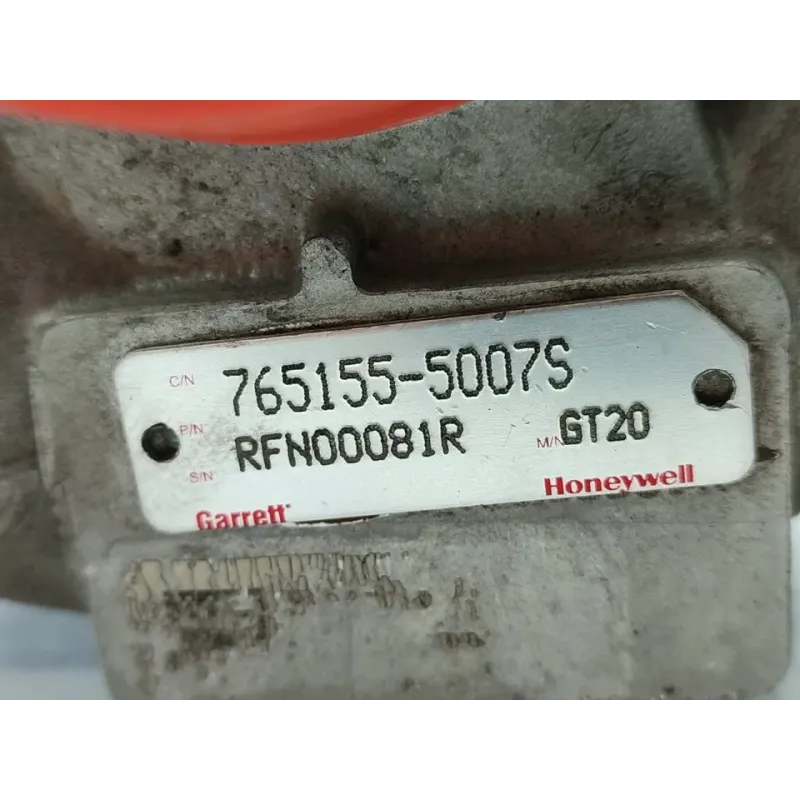 C/N 765155-5007S
P/N
S/N RFN00081R M/N GT20
Garrett Honeywell